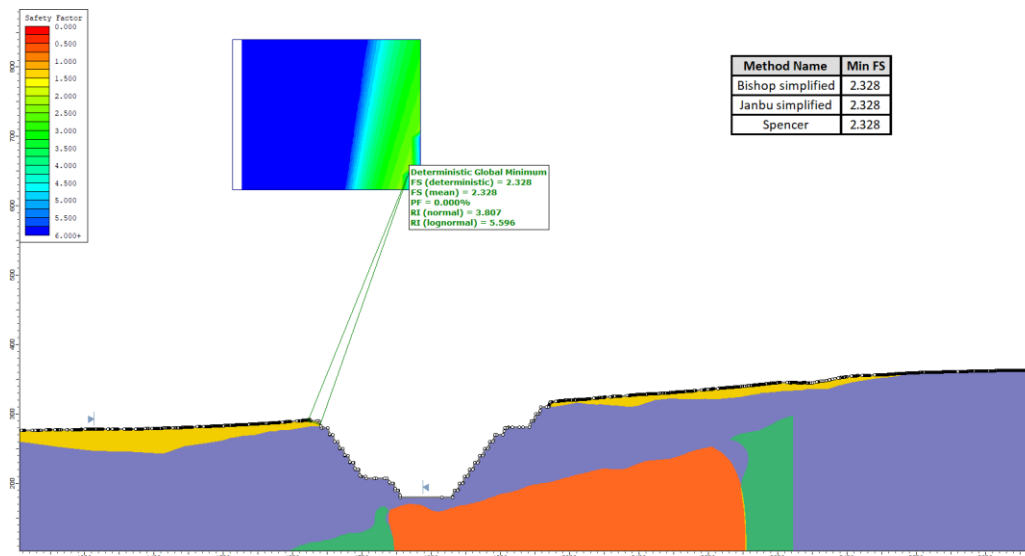 Safety Factor
0.000
0.500
1.000
1.500
2.000
2.500
3.000
3.500
4.000
4.500
5.000
5.500
6.000+
Method Name Min FS
Bishop simplified 2.328
Janbu simplified 2.328
Spencer 2.328
Deterministic Global Minimum
FS (deterministic) = 2.328
FS (mean) = 2.328
PF = 0.000%
RI (normal) = 3.807
RI (lognormal) = 5.596
800
700
600
500
400
300
200